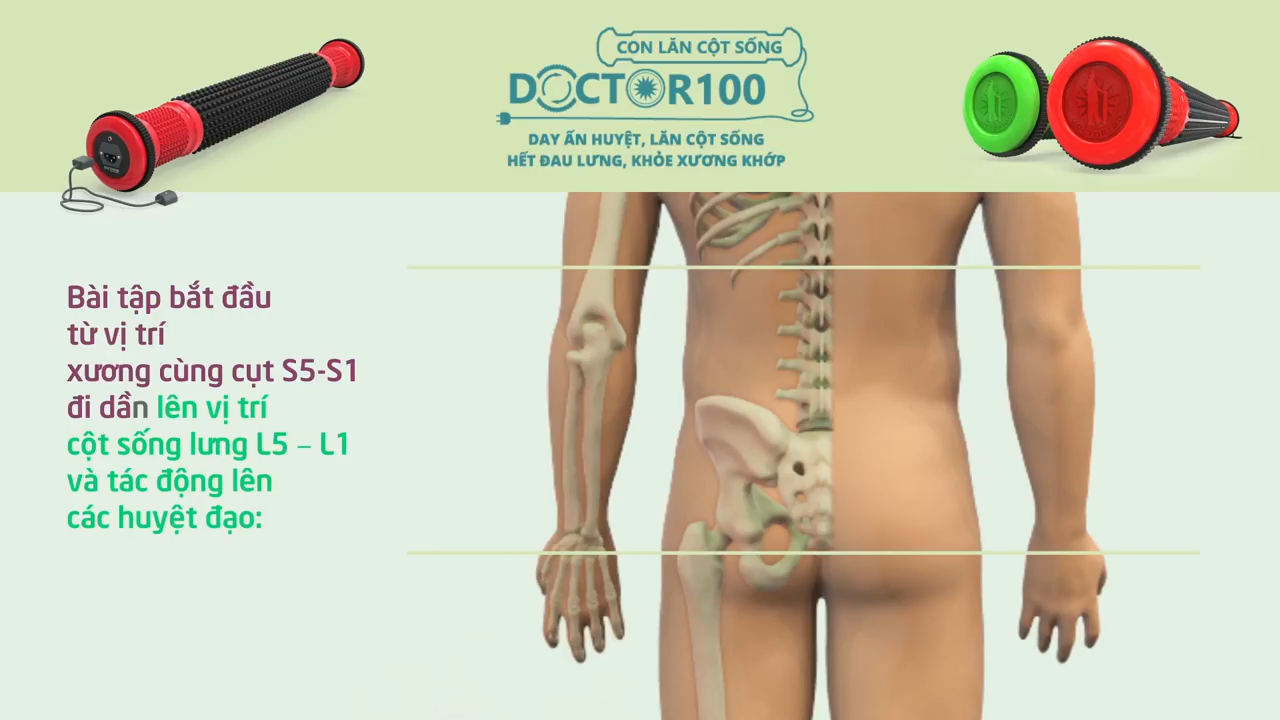 CON LĂN CỘT SỐNG
DOCTOR100
DAY ẤN HUYỆT, LĂN CỘT SỐNG
HẾT ĐAU LƯNG, KHỎE XƯƠNG KHỚP
Bài tập bắt đầu
từ vị trí
xương cùng cụt S5-S1
đi dần lên vị trí
cột sống lưng L5 – L1
và tác động lên
các huyệt đạo: